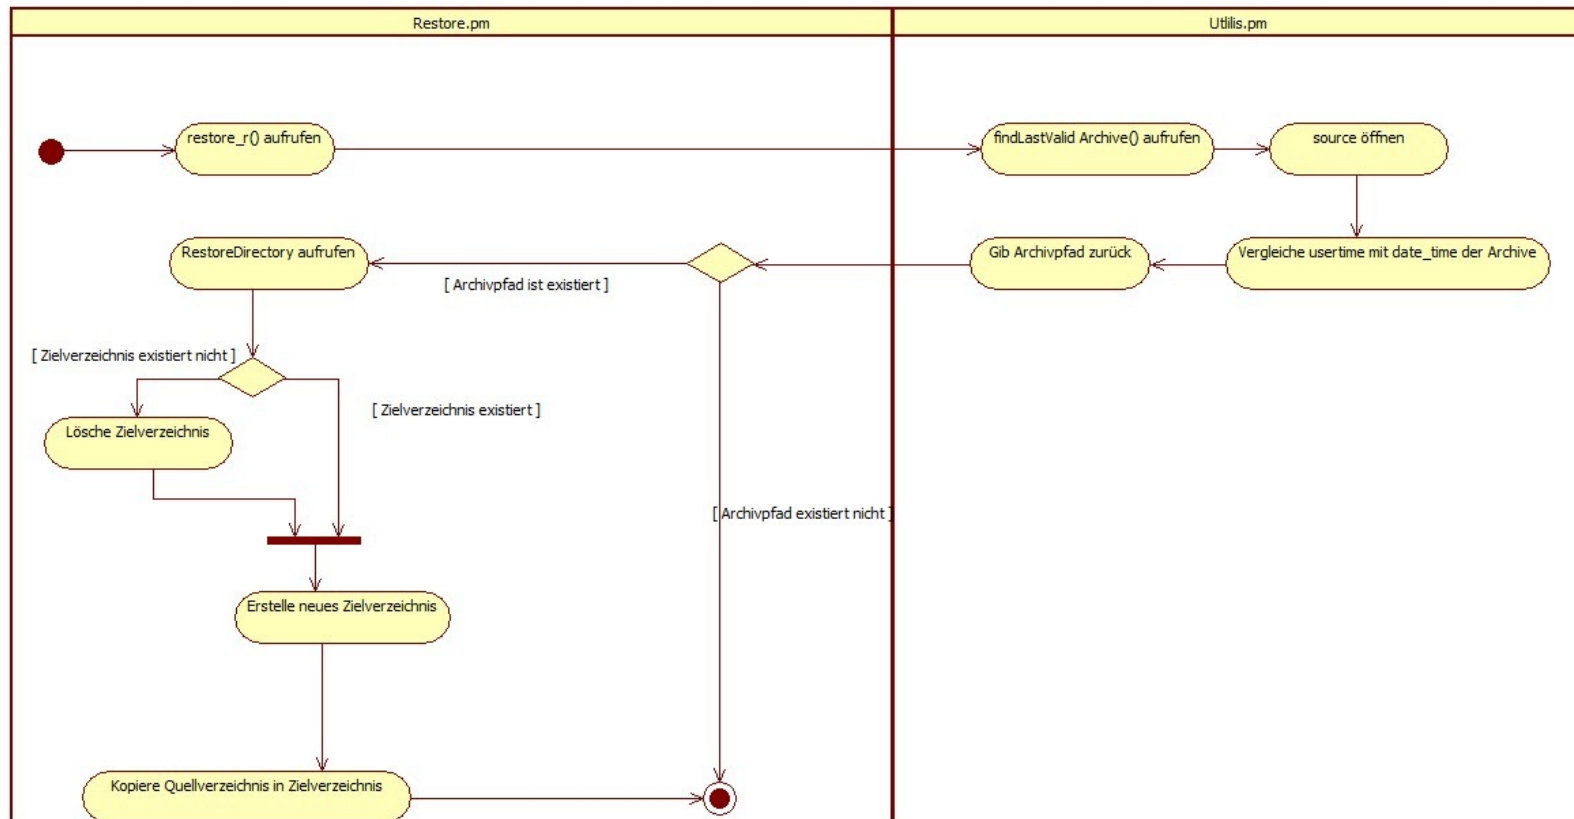 Restore.pm
Utlilis.pm
restore_r() aufrufen
findLastValid Archive() aufrufen
source öffnen
RestoreDirectory aufrufen
Gib Archivpfad zurück
Vergleiche usertime mit date_time der Archive
[ Archivpfad ist existiert ]
[ Zielverzeichnis existiert nicht ]
[ Zielverzeichnis existiert ]
Lösche Zielverzeichnis
[ Archivpfad existiert nicht ]
Erstelle neues Zielverzeichnis
Kopiere Quellverzeichnis in Zielverzeichnis